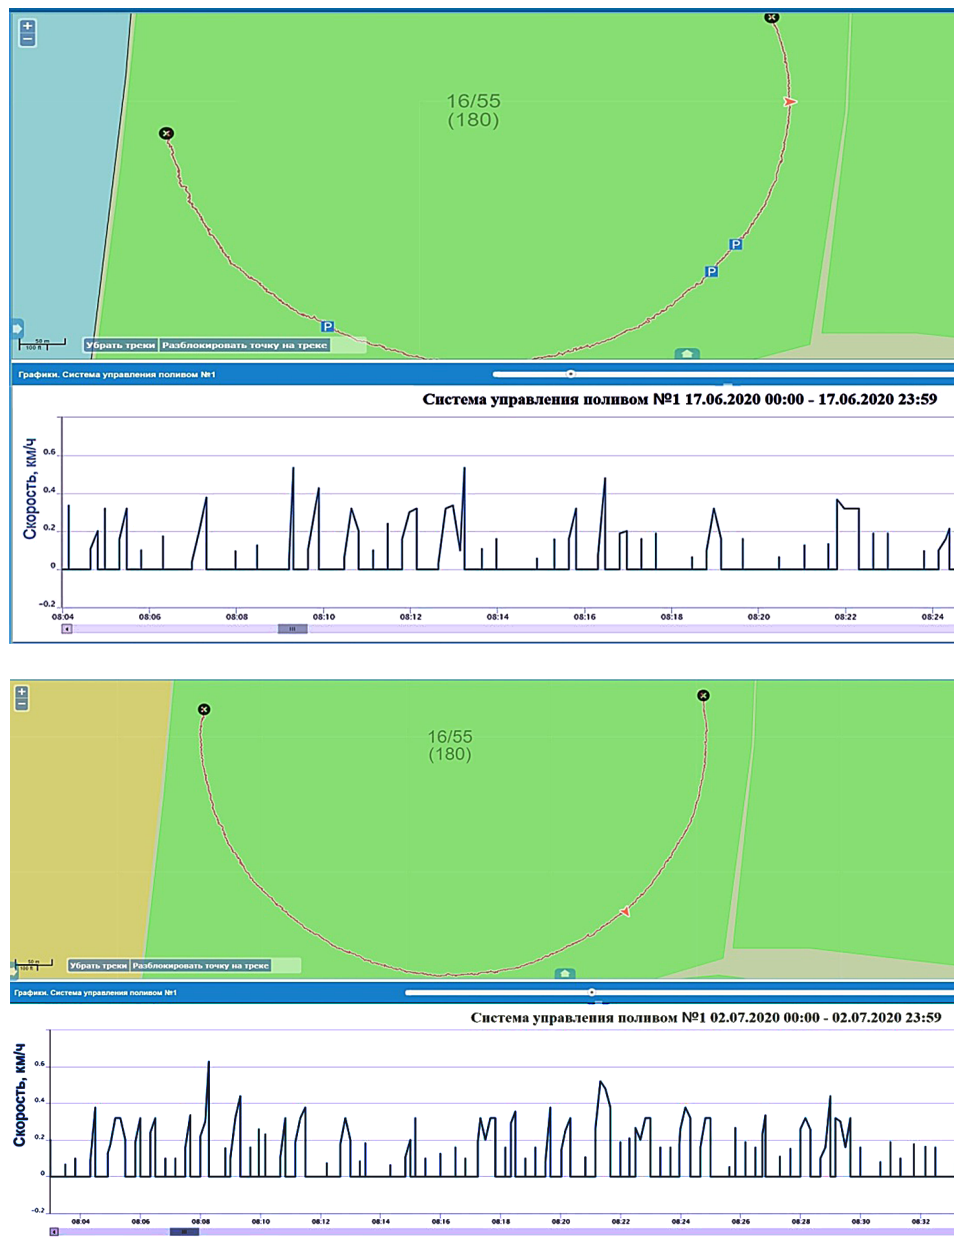 +
−
16/55
(180)
P
P
P
50 m
100 ft
Убрать треки Разблокировать точку на треке
Графики. Система управления поливом №1
Система управления поливом №1 17.06.2020 00:00 - 17.06.2020 23:59
Скорость, км/ч
0.6
0.4
0.2
0
-0.2
08:04 08:06 08:08 08:10 08:12 08:14 08:16 08:18 08:20 08:22 08:24
+
−
16/55
(180)
50 m
100 ft
Убрать треки Разблокировать точку на треке
Графики. Система управления поливом №1
Система управления поливом №1 02.07.2020 00:00 - 02.07.2020 23:59
Скорость, км/ч
0.6
0.4
0.2
0
-0.2
08:04 08:06 08:08 08:10 08:12 08:14 08:16 08:18 08:20 08:22 08:24 08:26 08:28 08:30 08:32